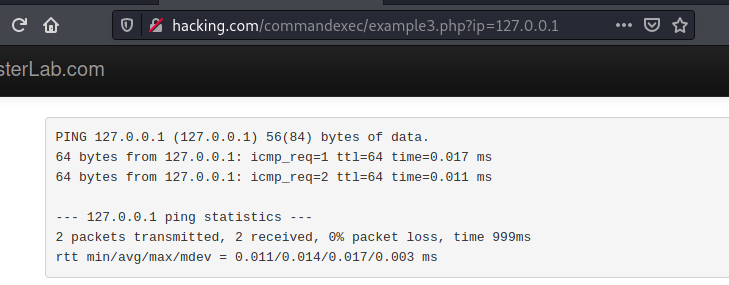 hacking.com/commandexec/example3.php?ip=127.0.0.1
sterLab.com
PING 127.0.0.1 (127.0.0.1) 56(84) bytes of data.
64 bytes from 127.0.0.1: icmp_req=1 ttl=64 time=0.017 ms
64 bytes from 127.0.0.1: icmp_req=2 ttl=64 time=0.011 ms
--- 127.0.0.1 ping statistics ---
2 packets transmitted, 2 received, 0% packet loss, time 999ms
rtt min/avg/max/mdev = 0.011/0.014/0.017/0.003 ms